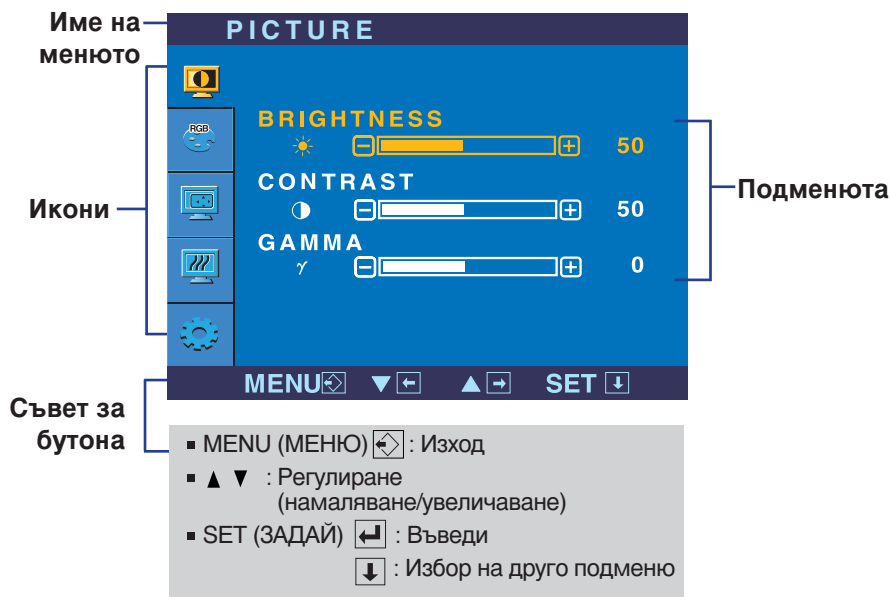 Име на
менюто
PICTURE
RGB
BRIGHTNESS
50
CONTRAST
50
GAMMA
γ
0
Икони
Подменюта
MENU ▼ ← ▲ → SET ↓
Съвет за
бутона
▪ MENU (МЕНЮ) : Изход
▪ ▲ ▼ : Регулиране
(намаляване/увеличаване)
▪ SET (ЗАДАЙ) ↵ : Въведи
↓ : Избор на друго подменю